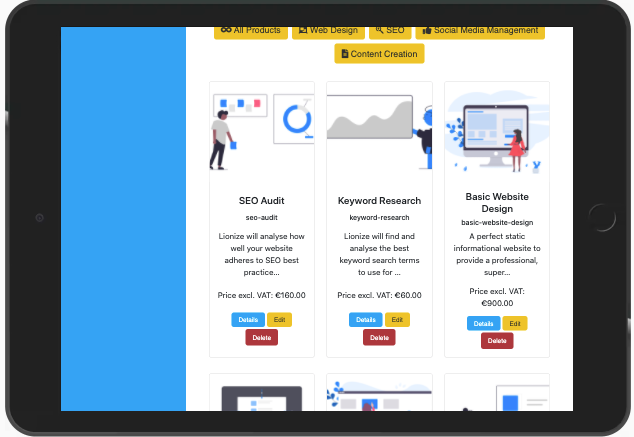 All Products Web Design SEO Social Media Management
Content Creation
SEO Audit
seo-audit
Lionize will analyse how
well your website
adheres to SEO best
practice...
Price excl. VAT: €160.00
Details Edit
Delete
Keyword Research
keyword-research
Lionize will find and
analyse the best
keyword search terms
to use for ...
Price excl. VAT: €60.00
Details Edit
Delete
Basic Website
Design
basic-website-design
A perfect static
informational website to
provide a professional,
super...
Price excl. VAT:
€900.00
Details Edit
Delete